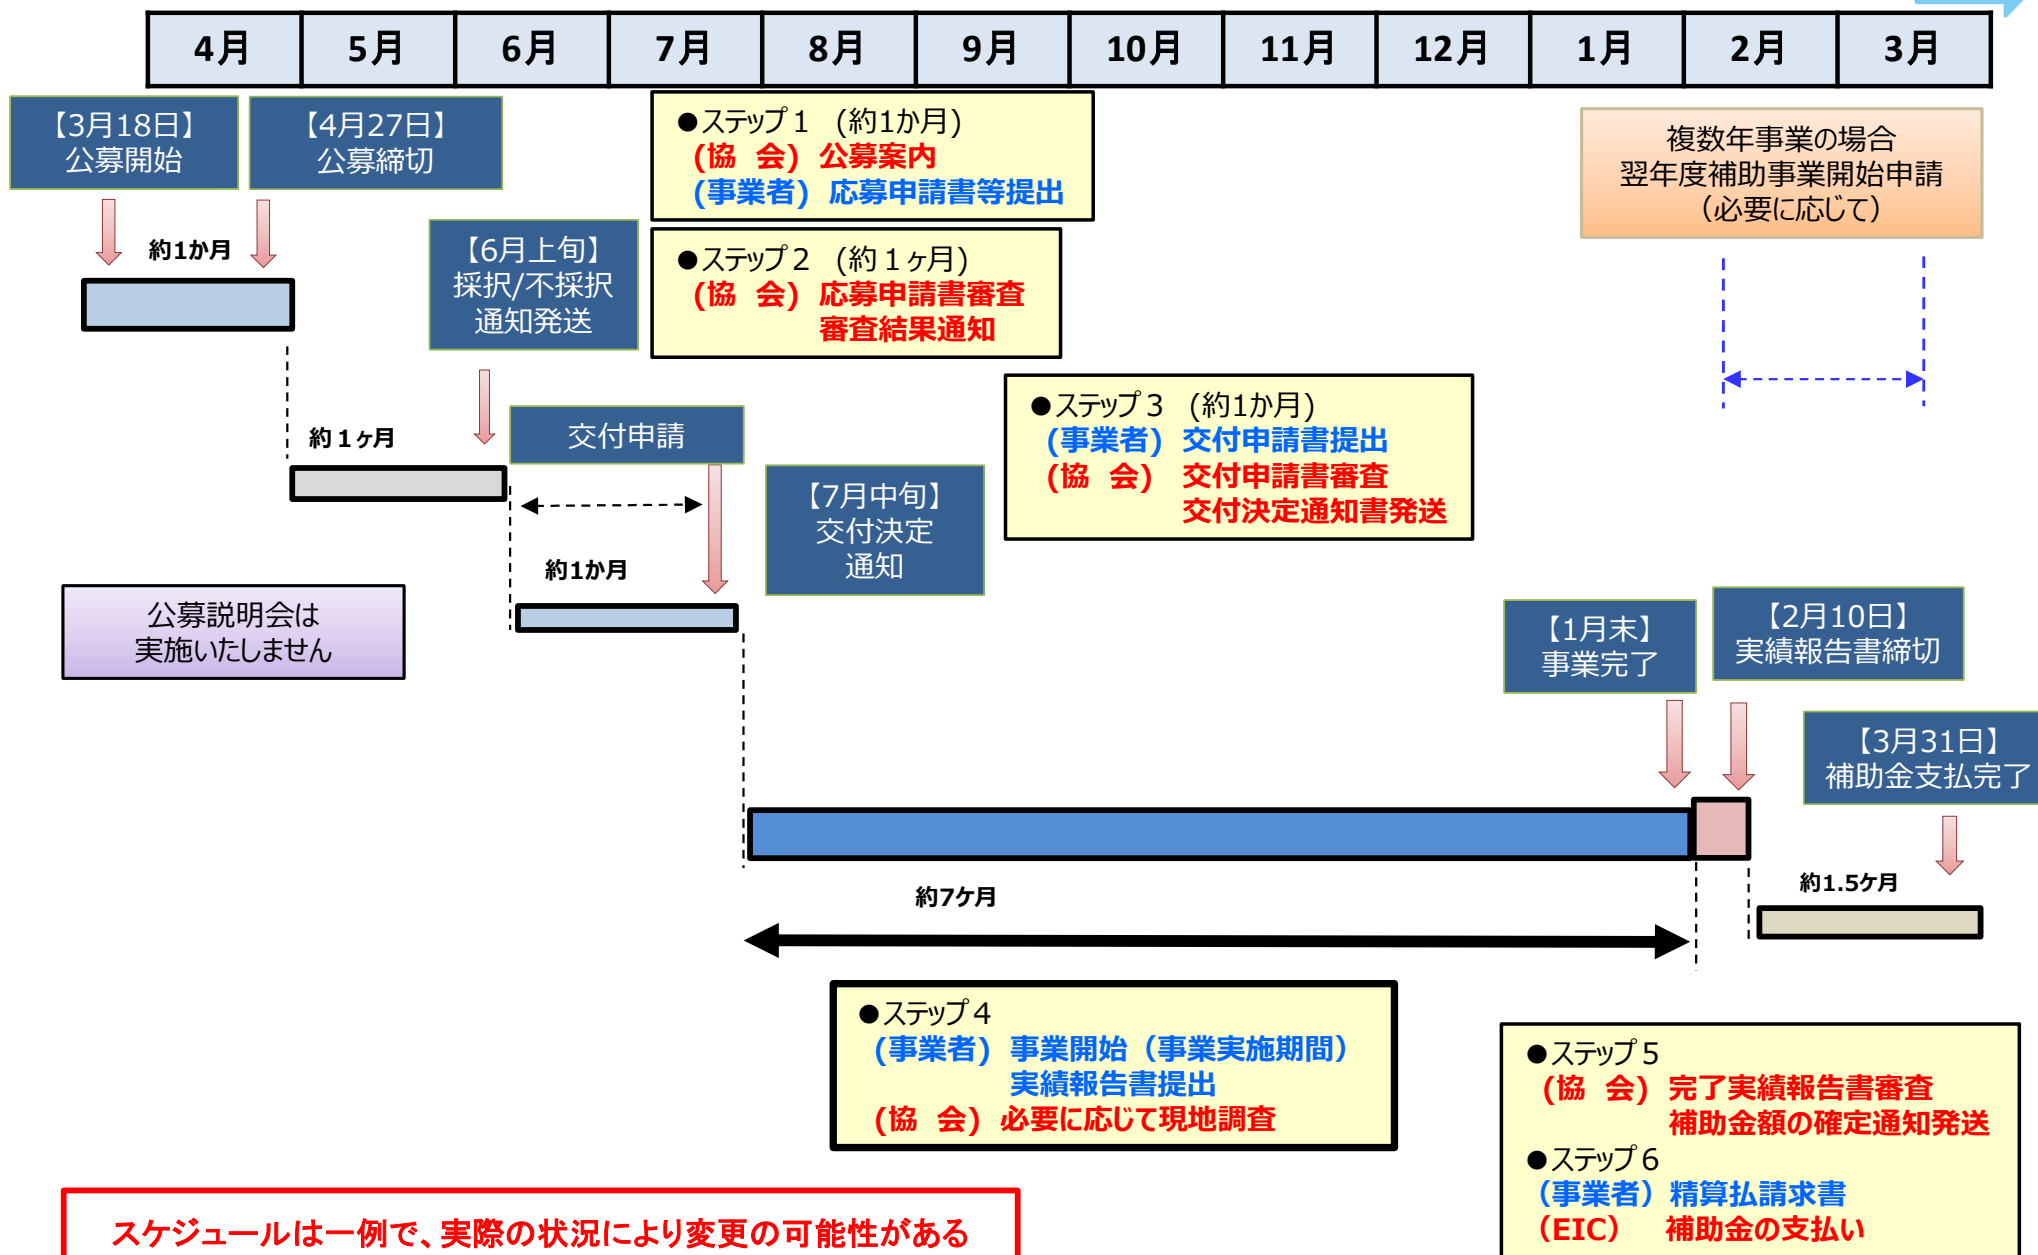 4月 5月 6月 7月 8月 9月 10月 11月 12月 1月 2月 3月
【3月18日】
公募開始
【4月27日】
公募締切
●ステップ１ (約1か月)
(協 会) 公募案内
(事業者) 応募申請書等提出
複数年事業の場合
翌年度補助事業開始申請
（必要に応じて）
約1か月
【6月上旬】
採択/不採択
通知発送
●ステップ２ (約１ヶ月)
(協 会) 応募申請書審査
審査結果通知
●ステップ３ (約1か月)
(事業者) 交付申請書提出
(協 会) 交付申請書審査
交付決定通知書発送
約１ヶ月
交付申請
【7月中旬】
交付決定
通知
約1か月
公募説明会は
実施いたしません
【1月末】
事業完了
【2月10日】
実績報告書締切
【3月31日】
補助金支払完了
約7ケ月
約1.5ケ月
●ステップ４
(事業者) 事業開始（事業実施期間）
実績報告書提出
(協 会) 必要に応じて現地調査
●ステップ５
(協 会) 完了実績報告書審査
補助金額の確定通知発送
●ステップ６
（事業者）精算払請求書
（EIC） 補助金の支払い
スケジュールは一例で、実際の状況により変更の可能性がある